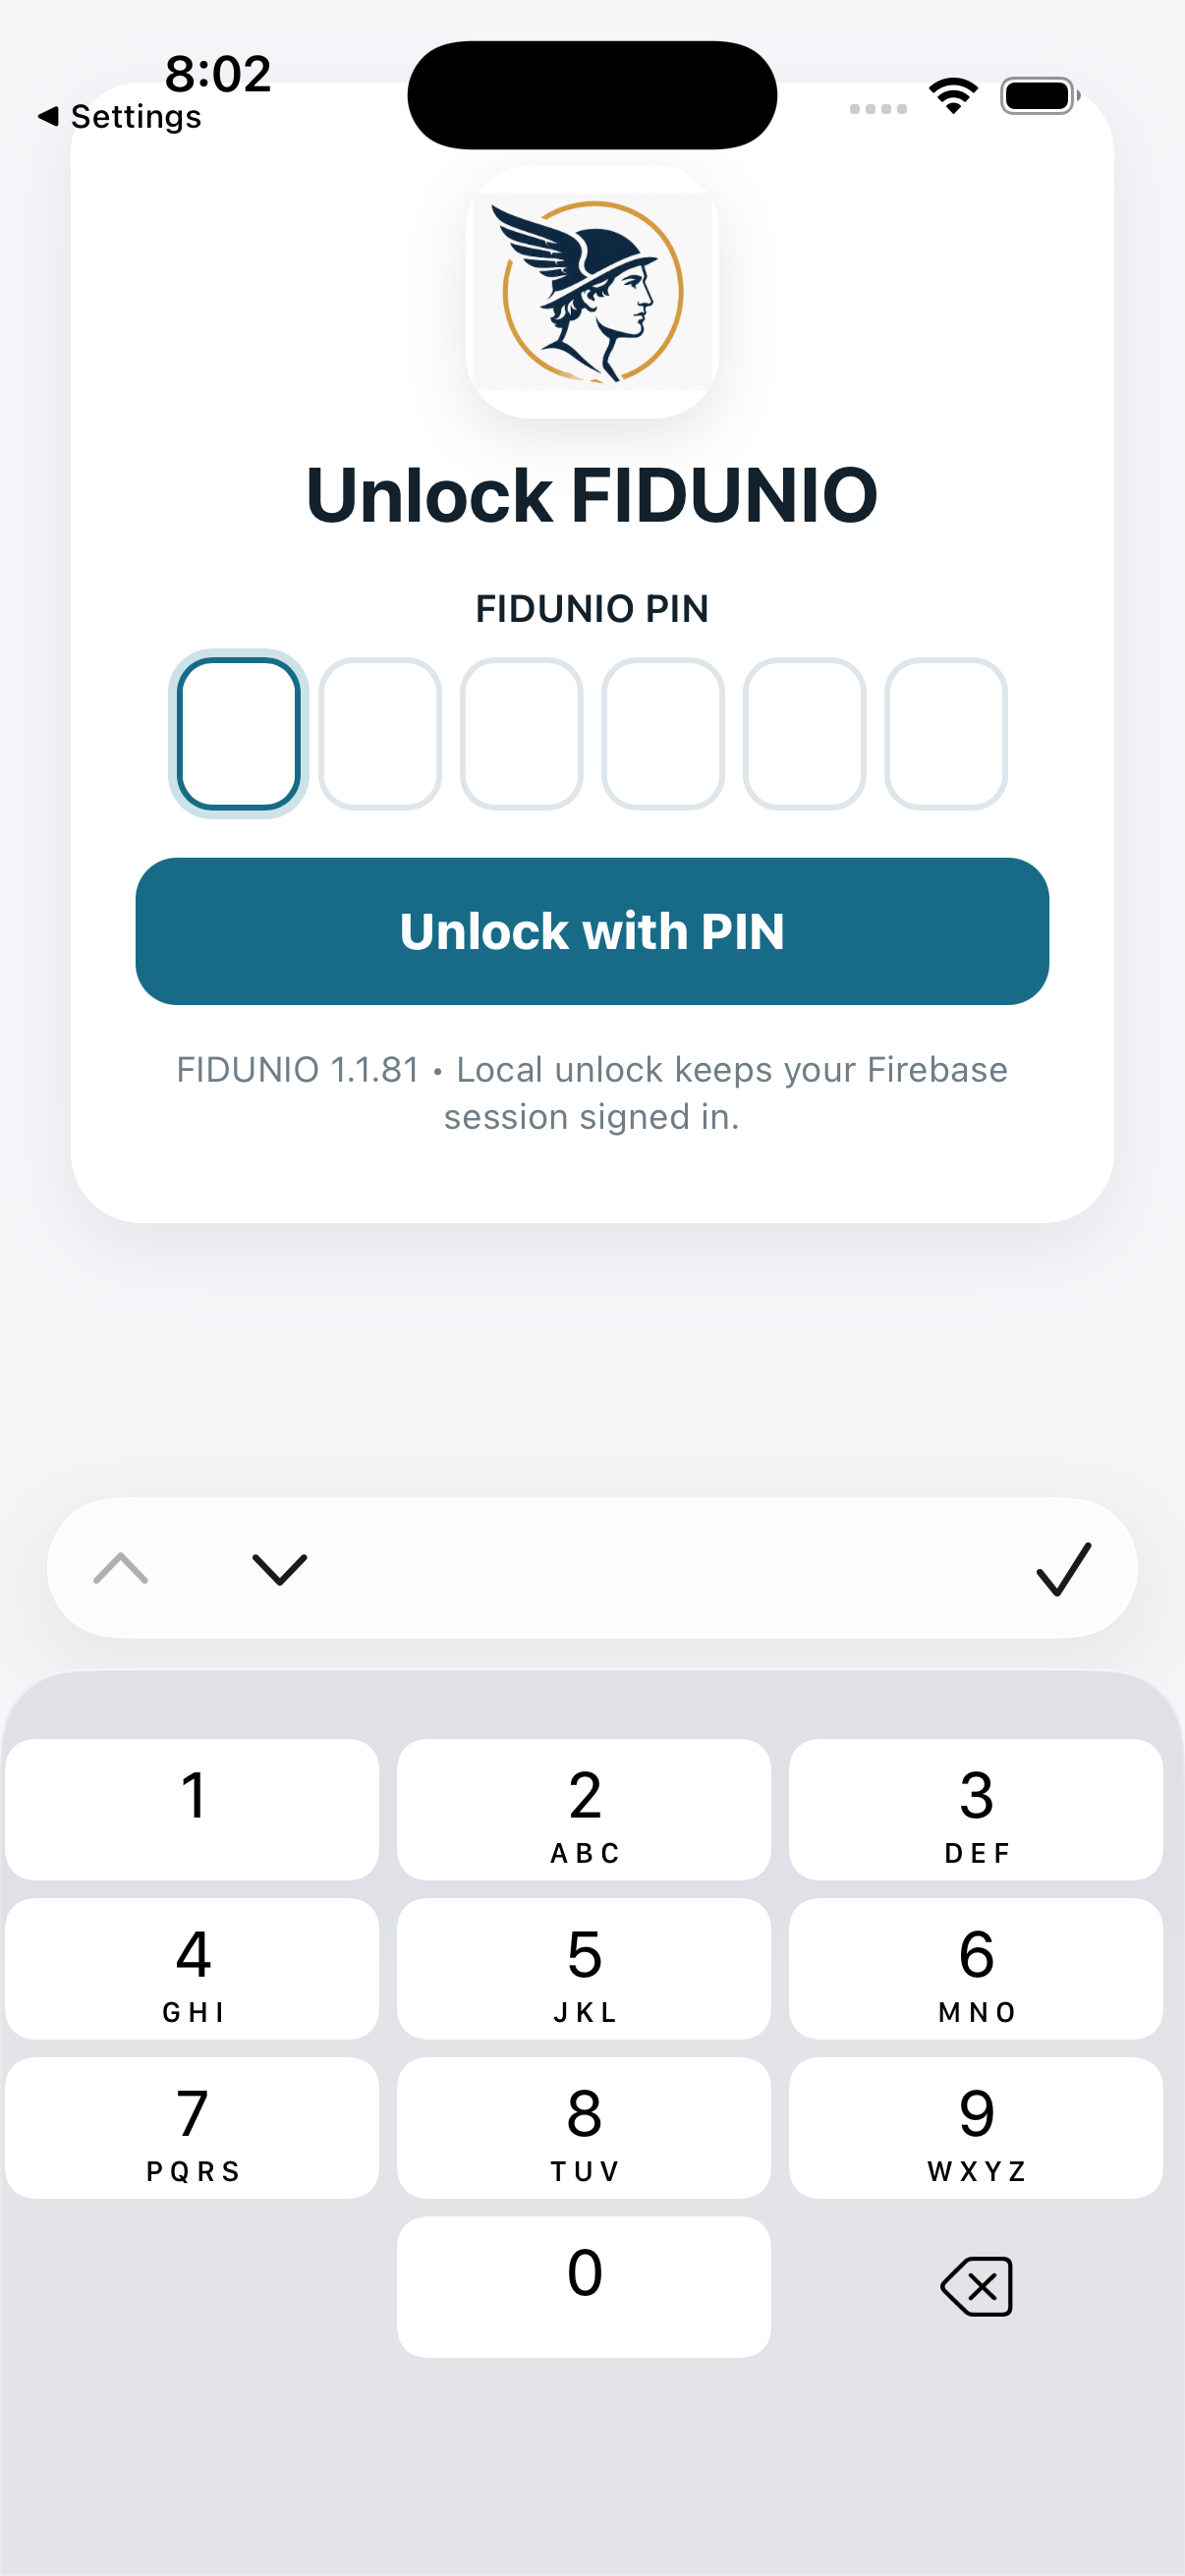 8:02
Settings
Unlock FIDUNIO
FIDUNIO PIN
Unlock with PIN
FIDUNIO 1.1.81 • Local unlock keeps your Firebase
session signed in.
1
2
ABC
3
DEF
4
GHI
5
JKL
6
MNO
7
PQRS
8
TUV
9
WXYZ
0